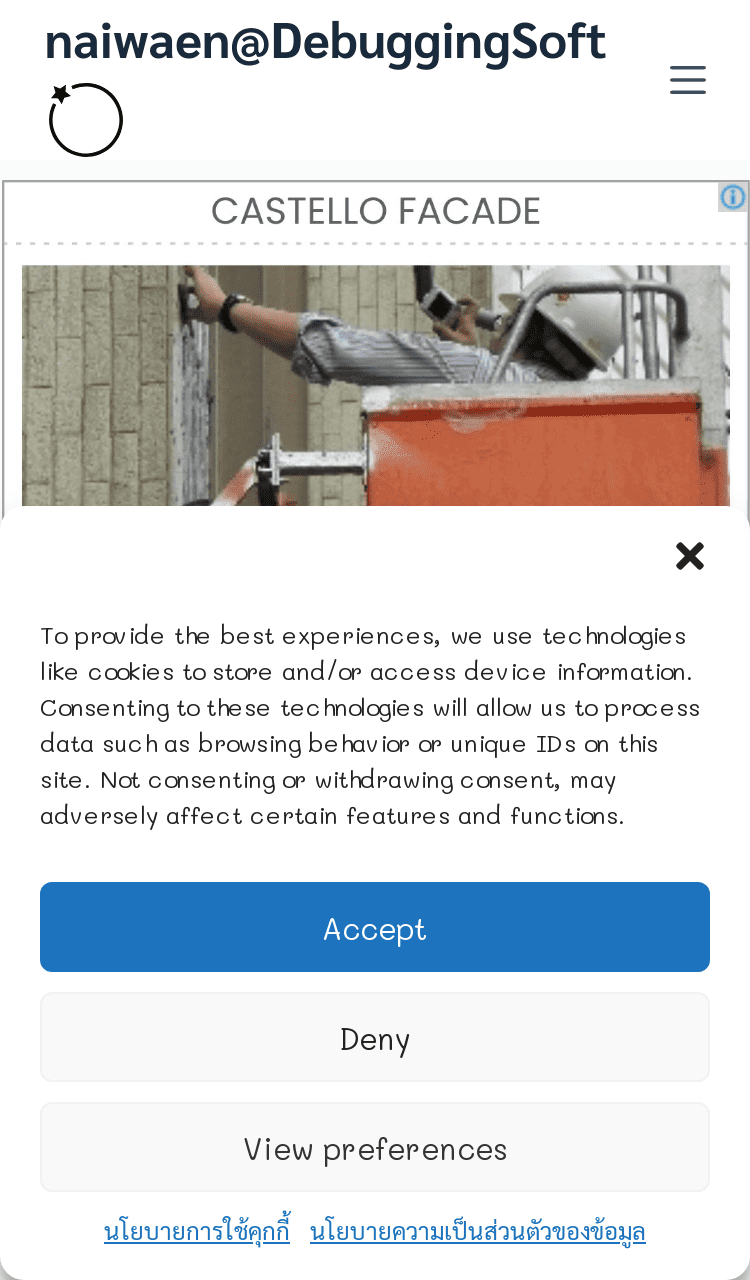 naiwaen@DebuggingSoft
CASTELLO FACADE
To provide the best experiences, we use technologies
like cookies to store and/or access device information.
Consenting to these technologies will allow us to process
data such as browsing behavior or unique IDs on this
site. Not consenting or withdrawing consent, may
adversely affect certain features and functions.
Accept
Deny
View preferences
นโยบายการใช้คุกกี้ นโยบายความเป็นส่วนตัวของข้อมูล